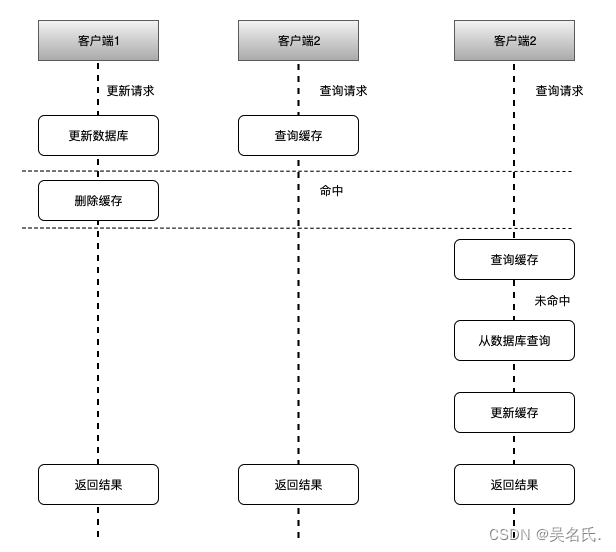 客户端1
客户端2
客户端2
更新请求
查询请求
查询请求
更新数据库
查询缓存
删除缓存
命中
查询缓存
未命中
从数据库查询
更新缓存
返回结果
返回结果
返回结果
CSDN @吴名氏.